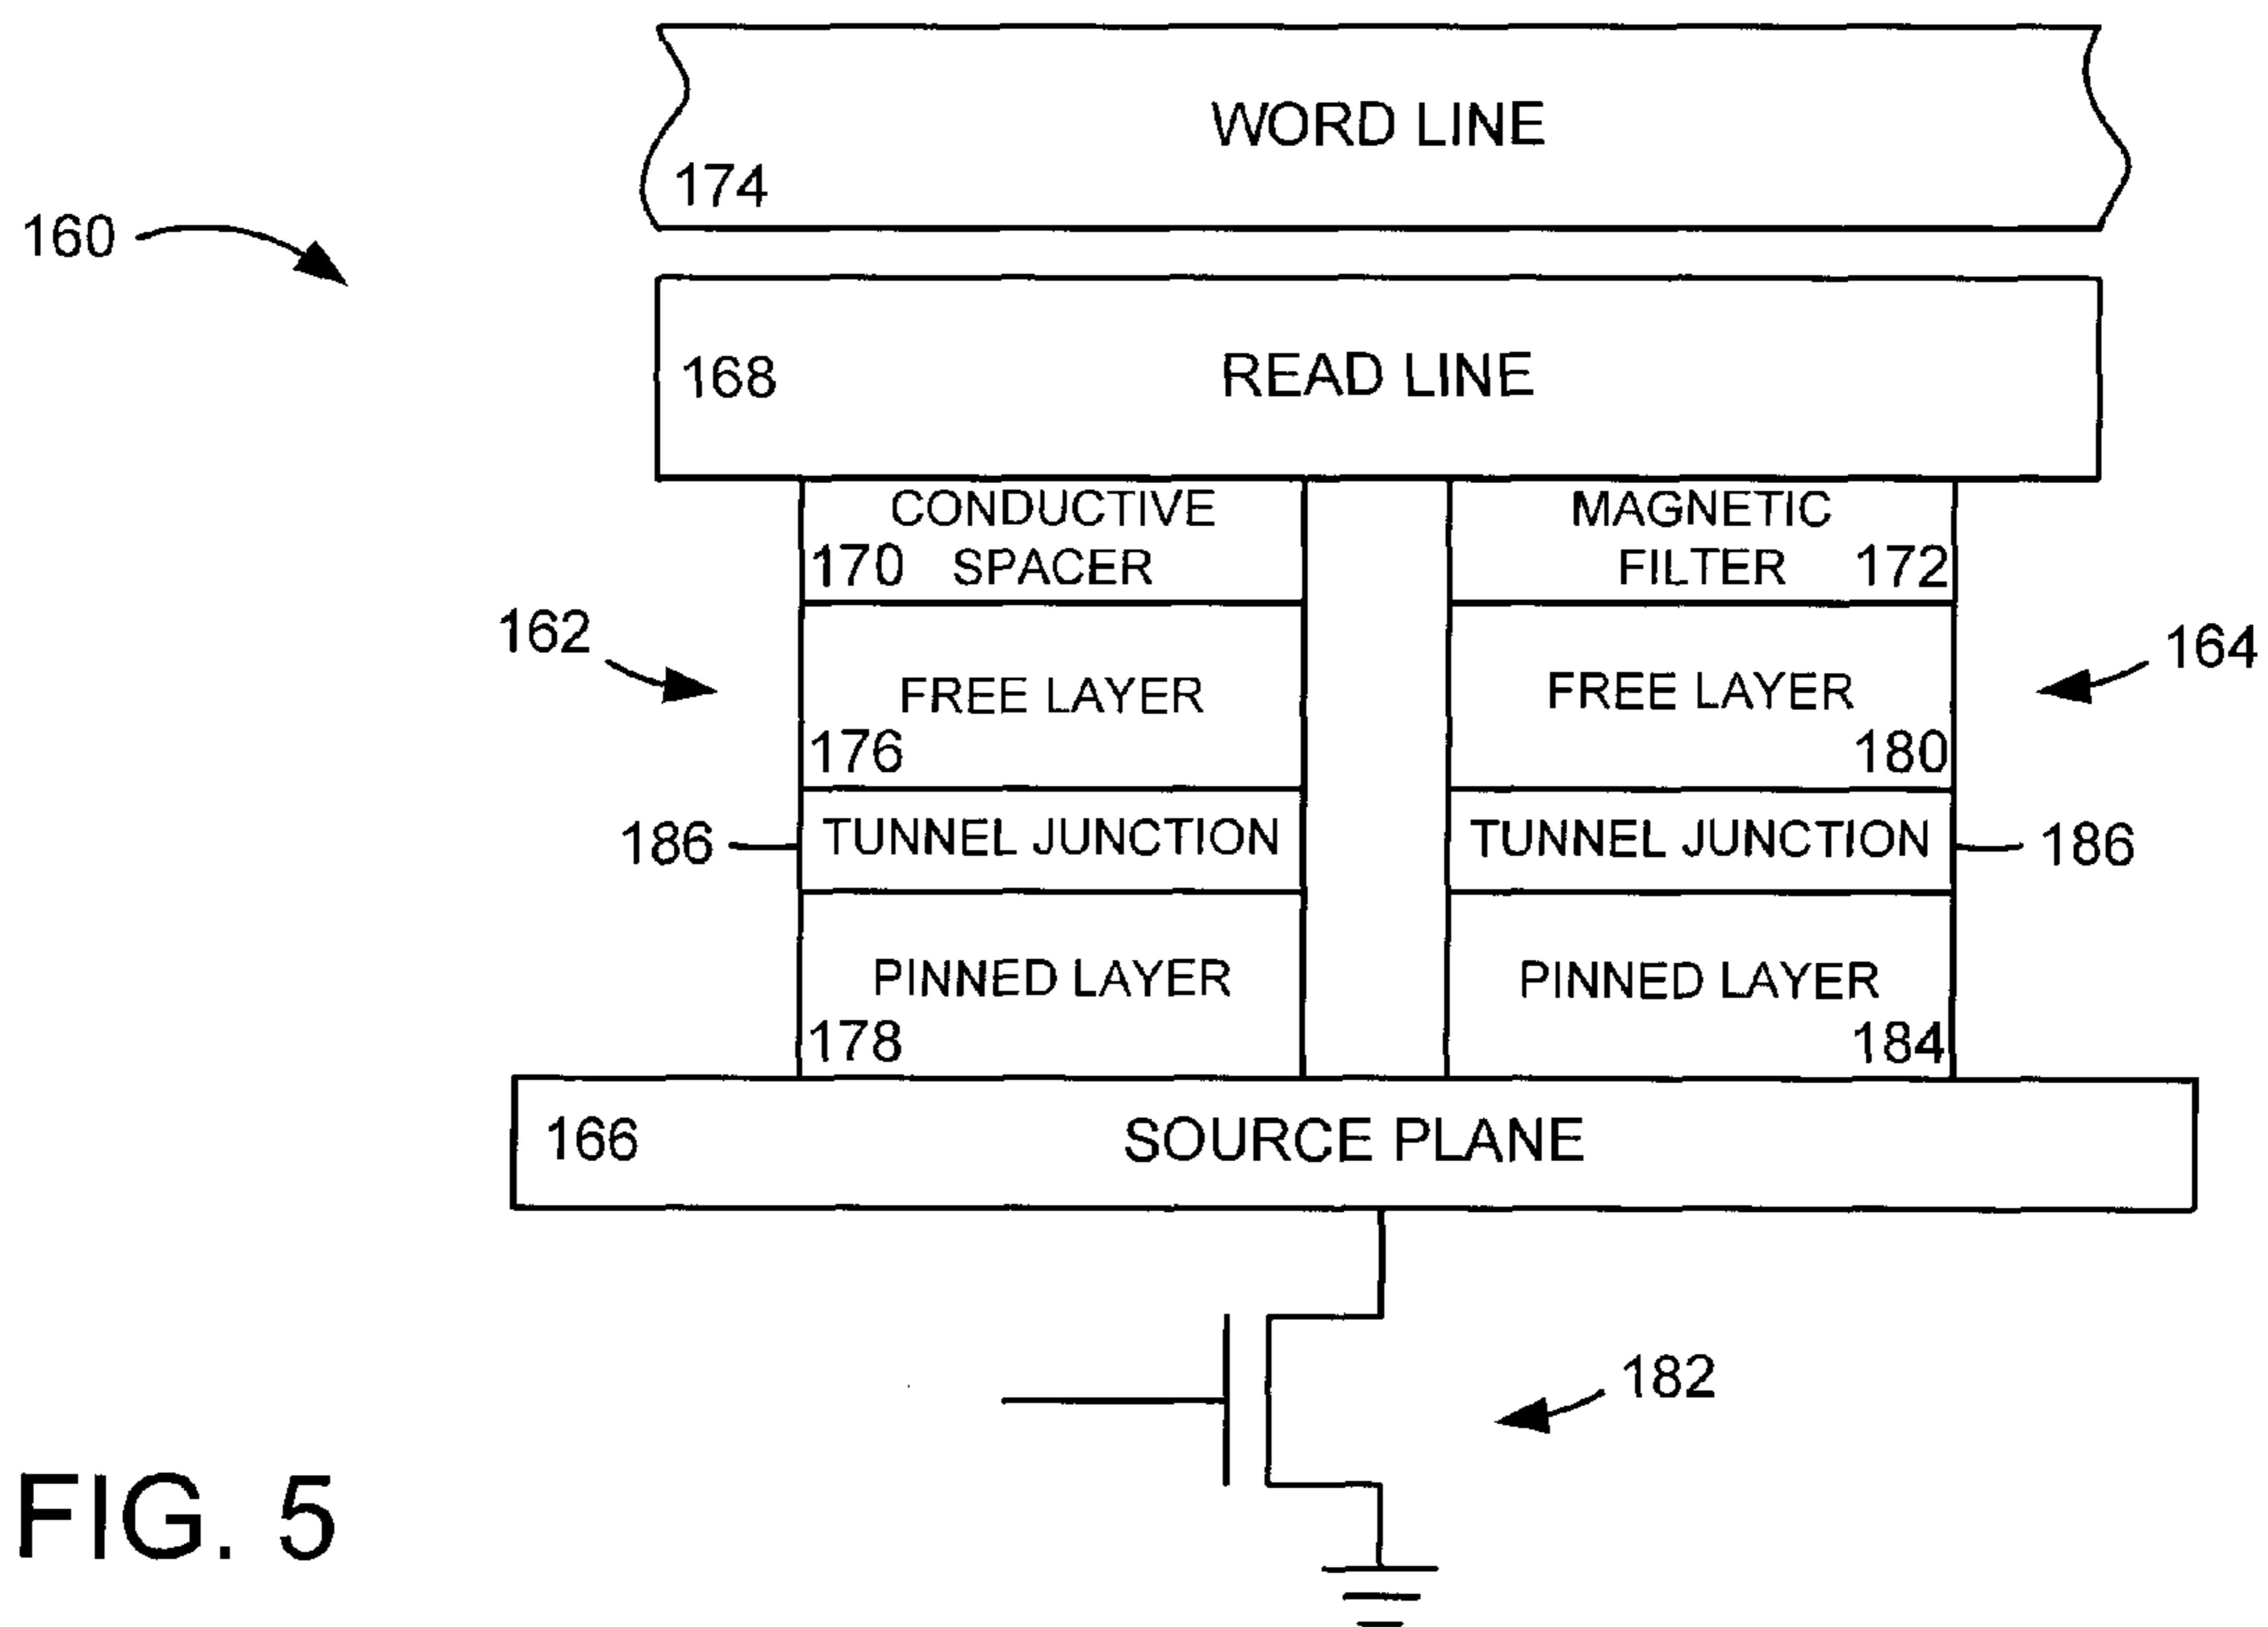 WORD LINE
174
160
168
READ LINE
CONDUCTIVE
170 SPACER
MAGNETIC
FILTER 172
162
FREE LAYER
176
FREE LAYER
180
164
186
TUNNEL JUNCTION
TUNNEL JUNCTION
186
PINNED LAYER
178
PINNED LAYER
184
166
SOURCE PLANE
182
FIG. 5